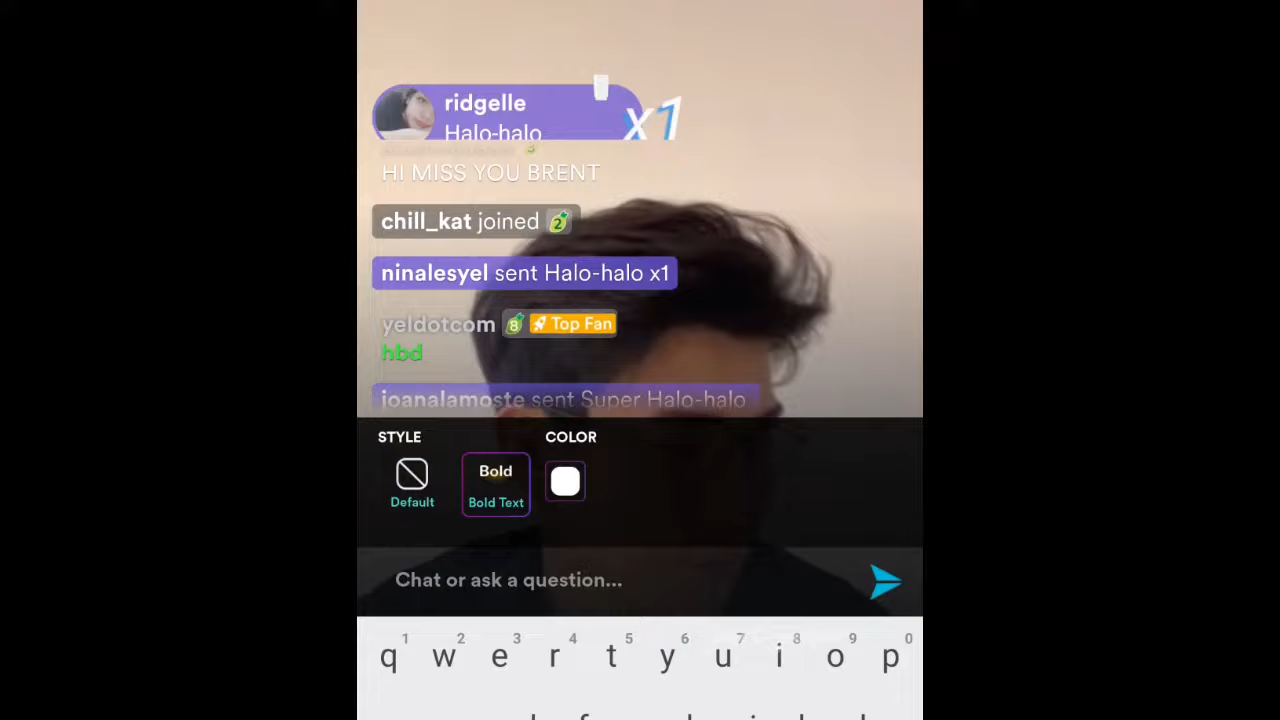 ridgelle
Halo-halo
x1
HI MISS YOU BRENT
chill_kat joined 2
ninalesyel sent Halo-halo x1
yeldotcom 8 Top Fan
hbd
joanalamoste sent Super Halo-halo
STYLE COLOR
Bold
Default Bold Text
Chat or ask a question...
1 2 3 4 5 6 7 8 9 0
q w e r t y u i o p